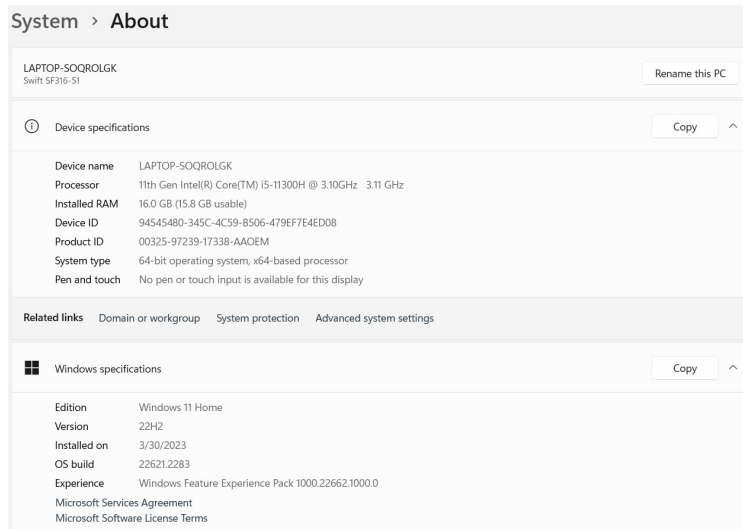 System > About
LAPTOP-SOQROLGK
Swift SF316-51
Rename this PC
Device specifications
Copy
Device name LAPTOP-SOQROLGK
Processor 11th Gen Intel(R) Core(TM) i5-11300H @ 3.10GHz 3.11 GHz
Installed RAM 16.0 GB (15.8 GB usable)
Device ID 94545480-345C-4C59-B506-479EF7E4ED08
Product ID 00325-97239-17338-AAOEM
System type 64-bit operating system, x64-based processor
Pen and touch No pen or touch input is available for this display
Related links Domain or workgroup System protection Advanced system settings
Windows specifications
Copy
Edition Windows 11 Home
Version 22H2
Installed on 3/30/2023
OS build 22621.2283
Experience Windows Feature Experience Pack 1000.22662.1000.0
Microsoft Services Agreement
Microsoft Software License Terms